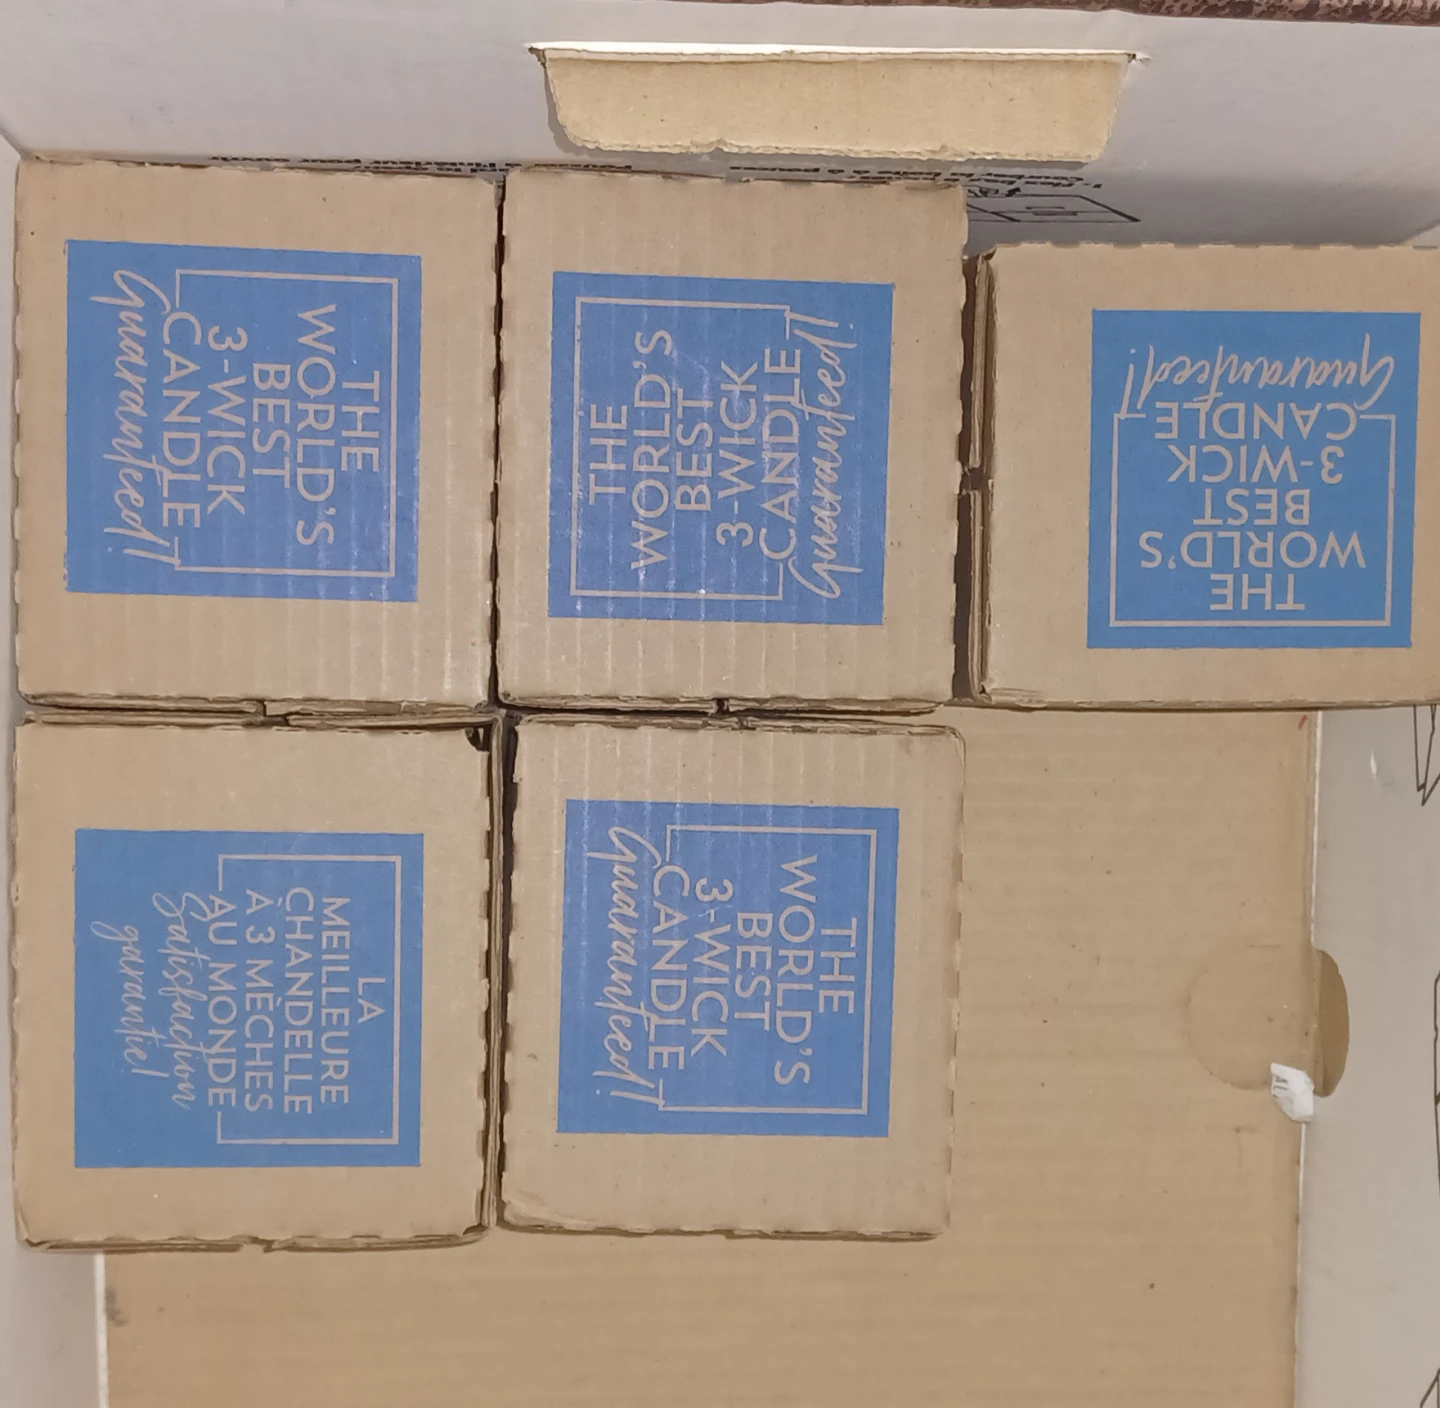 THE
WORLD'S
BEST
3-WICK
CANDLE
Guaranteed!
THE
WORLD'S
BEST
3-WICK
CANDLE
Guaranteed!
THE
WORLD'S
BEST
3-WICK
CANDLE
Guaranteed!
LA
MEILLEURE
CHANDELLE
À 3 MÈCHES
AU MONDE
Satisfaction
garantie!
THE
WORLD'S
BEST
3-WICK
CANDLE
Guaranteed!